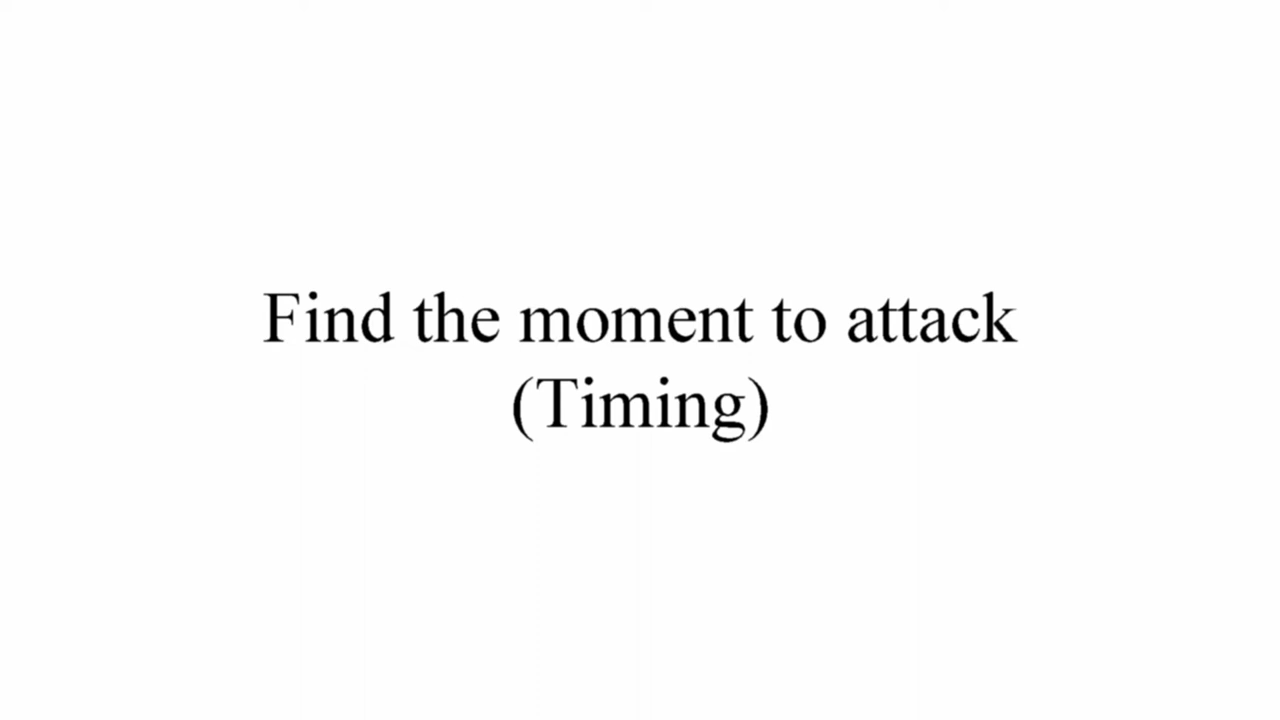 Find the moment to attack
(Timing)